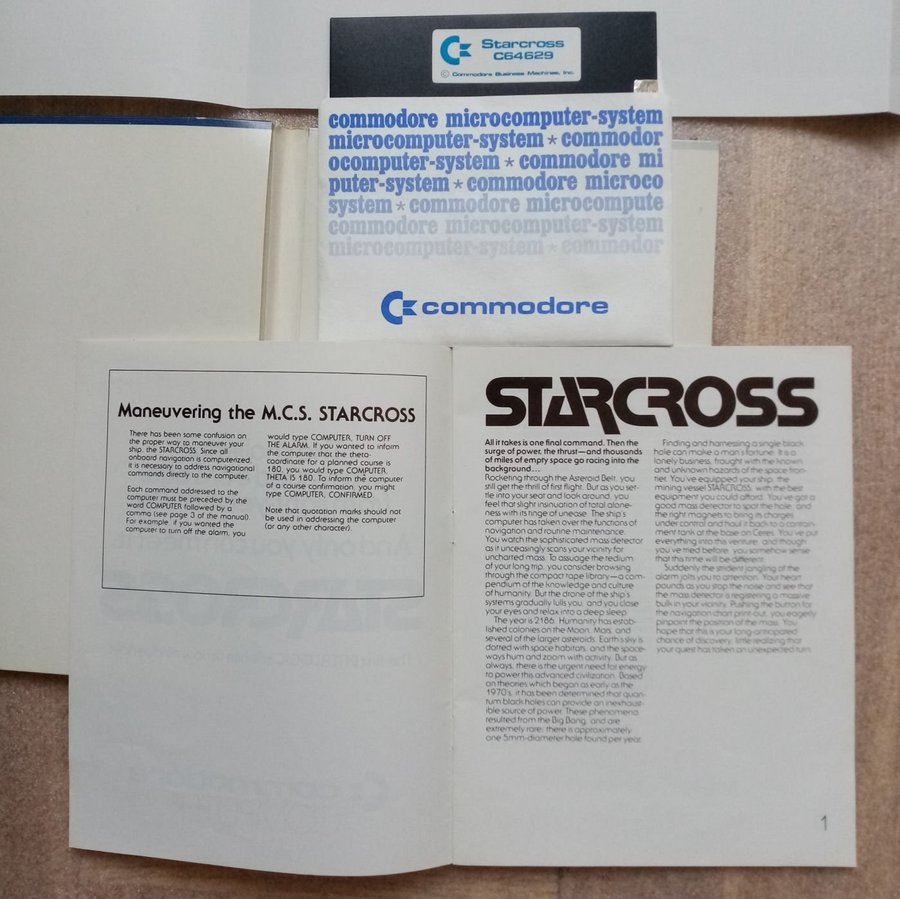 Starcross
C64629
© Commodore Business Machines, Inc.
commodore microcomputer-system
microcomputer-system * commodor
ocomputer-system * commodore mi
puter-system * commodore microco
system * commodore microcompute
commodore microcomputer-system
microcomputer-system * commodor
commodore
Maneuvering the M.C.S. STARCROSS
There has been some confusion on
the proper way to maneuver your
ship, the STARCROSS. Since all
onboard navigation is computerized,
it is necessary to address navigational
commands directly to the computer.
Each command addressed to the
computer must be preceded by the
word COMPUTER followed by a
comma (see page 3 of the manual).
For example, if you wanted the
computer to turn off the alarm, you
would type COMPUTER, TURN OFF
THE ALARM. If you wanted to inform
the computer that the theta-
coordinate for a planned course is
180, you would type COMPUTER,
THETA IS 180. To inform the computer
of a course confirmation, you might
type COMPUTER, CONFIRMED.
Note that quotation marks should not
be used in addressing the computer
(or any other character).
STARCROSS
All it takes is one final command. Then the
surge of power, the thrust—and thousands
of miles of empty space go racing into the
background...
Rocketing through the Asteroid Belt, you
still get the thrill of first flight. But as you set-
tle into your seat and look around, you
feel that slight insinuation of total alone-
ness with its tinge of unease. The ship's
computer has taken over the functions of
navigation and routine maintenance.
You watch the sophisticated mass detector
as it unceasingly scans your vicinity for
uncharted mass. To assuage the tedium
of your long trip, you consider browsing
through the compact tape library—a com-
pendium of the knowledge and culture
of humanity. But the drone of the ship's
systems gradually lulls you, and you close
your eyes and relax into a deep sleep.
The year is 2186. Humanity has estab-
lished colonies on the Moon, Mars, and
several of the larger asteroids. Earth's sky is
dotted with space habitats, and the space-
ways hum and zoom with activity. But as
always, there is the urgent need for energy
to power this advanced civilization. Based
on theories which began as early as the
1970's, it has been determined that quan-
tum black holes can provide an inexhaust-
ible source of power. These phenomena
resulted from the Big Bang, and are
extremely rare: there is approximately
one 5mm-diameter hole found per year.
Finding and harnessing a single black
hole can make a man's fortune. It is a
lonely business, fraught with the known
and unknown hazards of the space fron-
tier. You've equipped your ship, the
mining vessel STARCROSS, with the best
equipment you could afford. You've got a
good mass detector to spot the hole, and
the right magnets to bring its charges
under control and haul it back to a contain-
ment tank at the base on Ceres. You've put
everything into this venture, and though
you've tried before, you somehow sense
that this time will be different.
Suddenly the strident jangling of the
alarm jolts you to attention. Your heart
pounds as you stop the noise and see that
the mass detector is registering a massive
bulk in your vicinity. Pushing the button for
the navigation chart print-out, you eagerly
pinpoint the position of the mass. You
hope that this is your long-anticipated
chance of discovery, little realizing that
your quest has taken an unexpected turn.
1